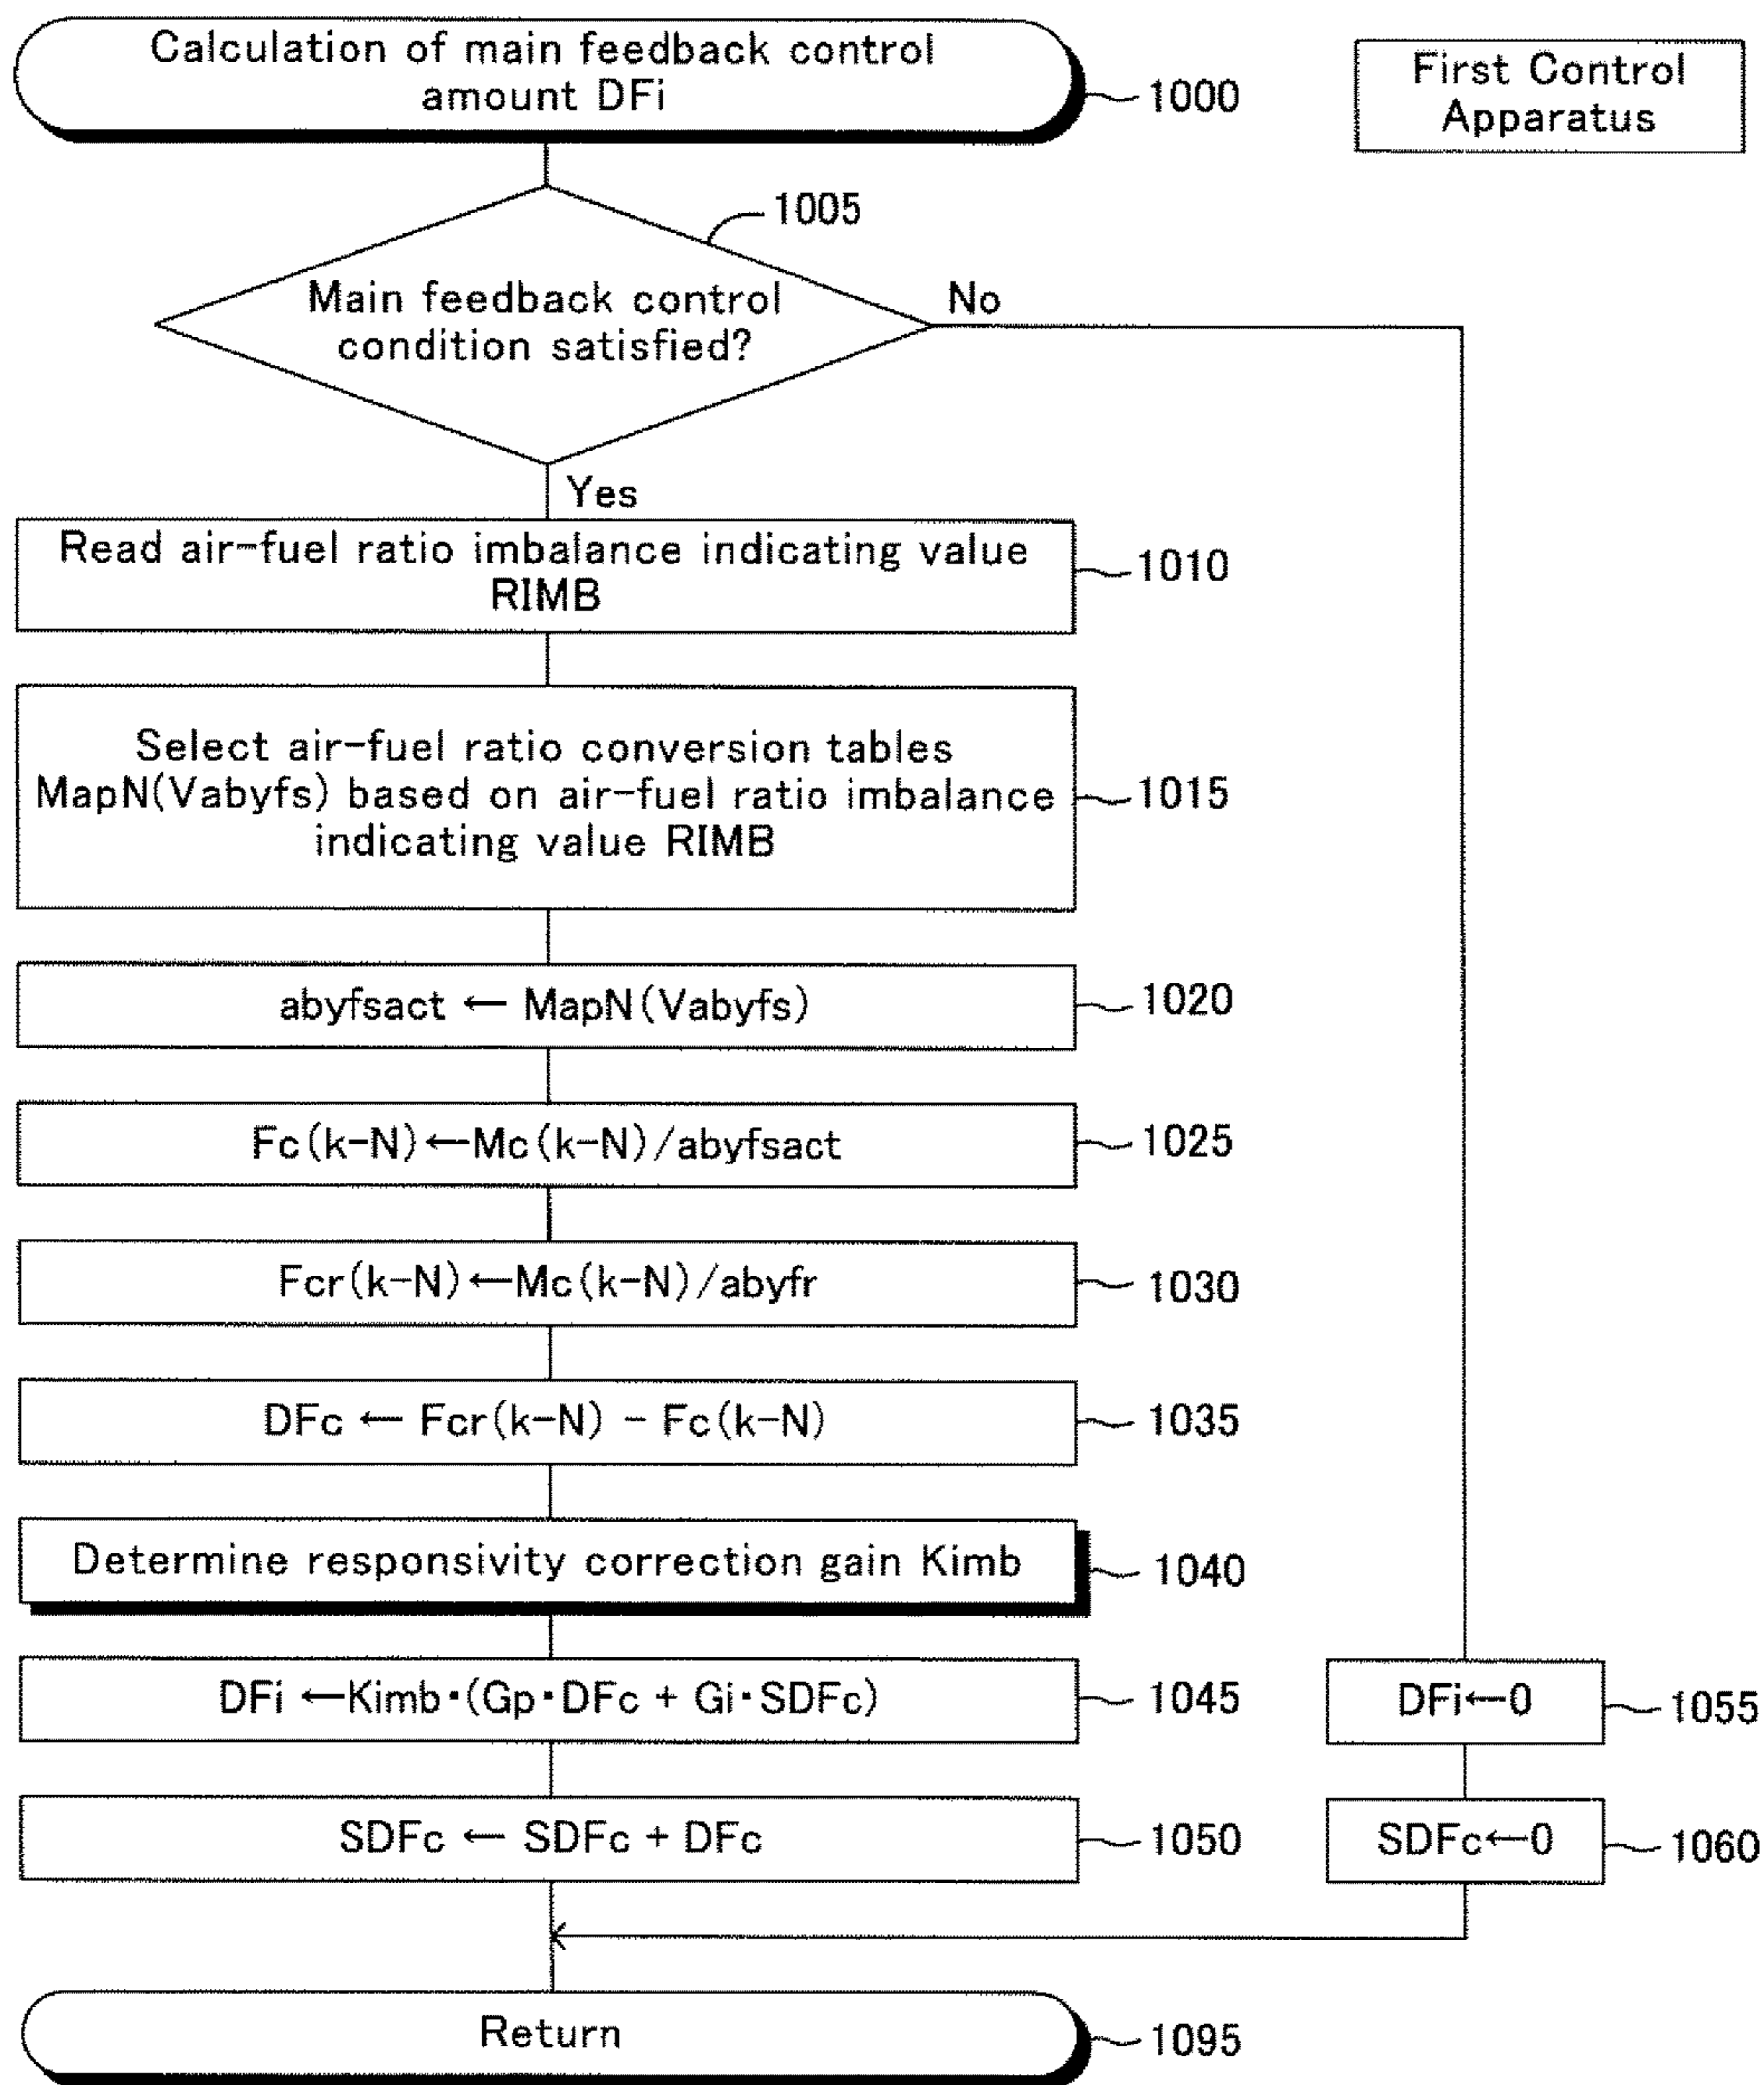 Calculation of main feedback control
amount DFi
1000
First Control
Apparatus
1005
Main feedback control
condition satisfied?
No
Yes
Read air-fuel ratio imbalance indicating value
RIMB
1010
Select air-fuel ratio conversion tables
MapN(Vabyfs) based on air-fuel ratio imbalance
indicating value RIMB
1015
abyfsact ← MapN(Vabyfs)
1020
Fc(k-N)←Mc(k-N)/abyfsact
1025
Fcr(k-N)←Mc(k-N)/abyfr
1030
DFc ← Fcr(k-N) - Fc(k-N)
1035
Determine responsivity correction gain Kimb
1040
DFi ←Kimb·(Gp·DFc + Gi·SDFc)
1045
DFi←0
1055
SDFc ← SDFc + DFc
1050
SDFc←0
1060
Return
1095